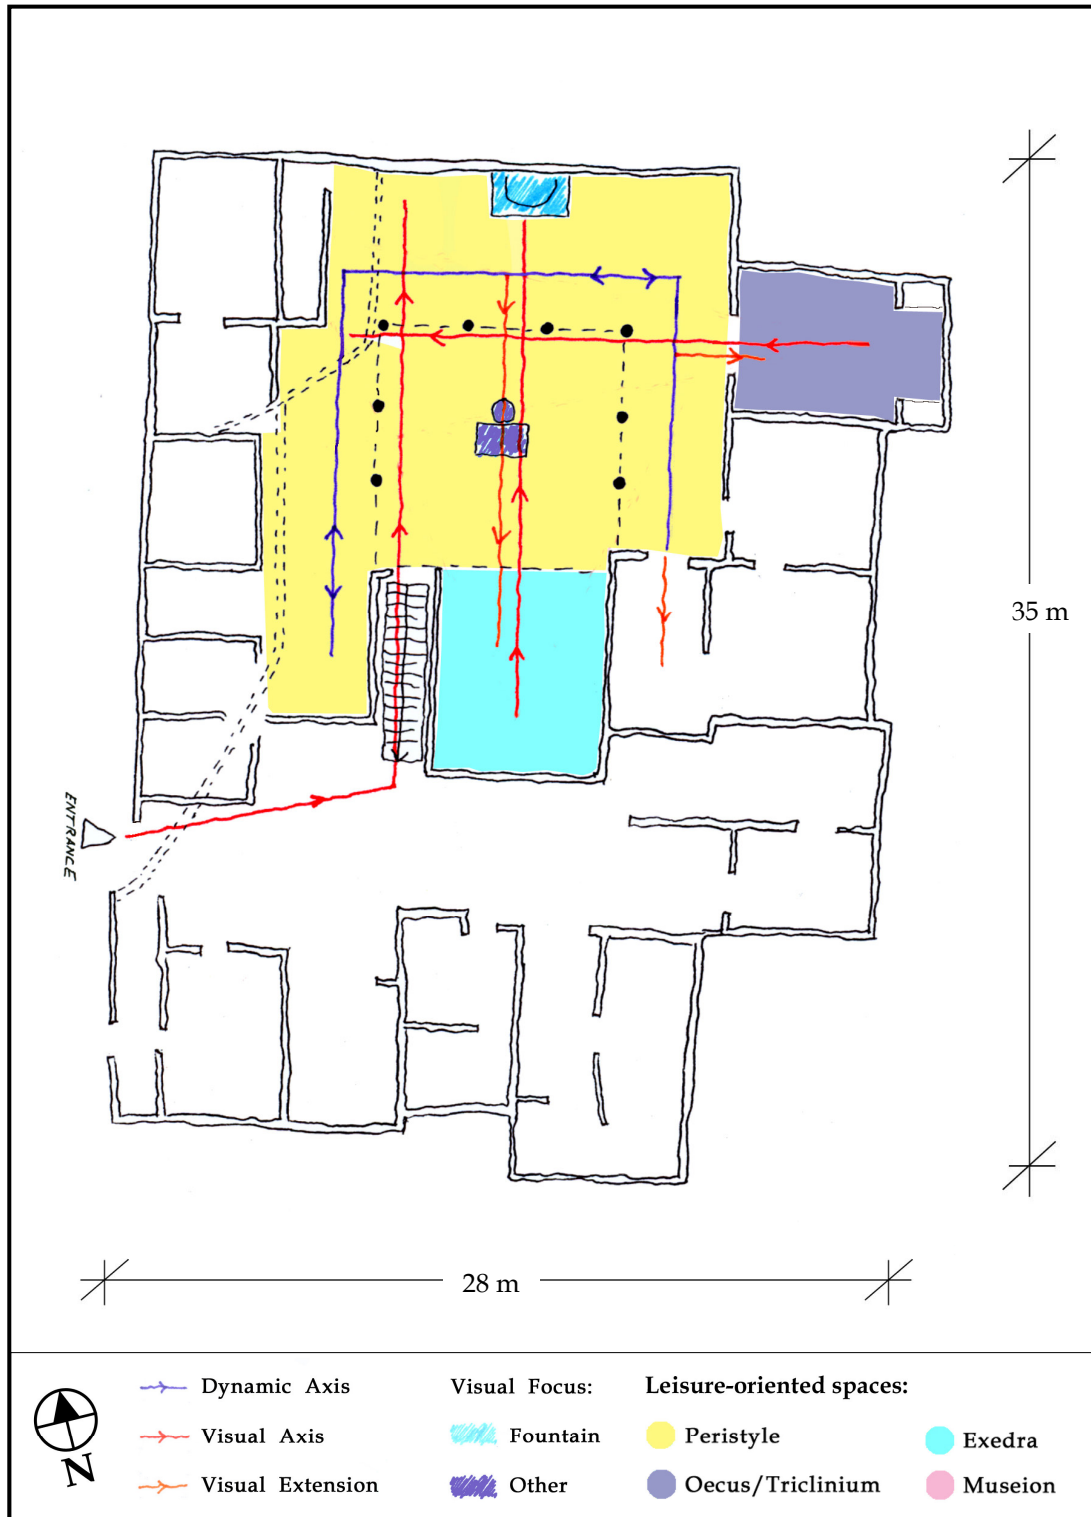 ENTRANCE
35 m
28 m
N
Dynamic Axis
Visual Axis
Visual Extension
Visual Focus:
Fountain
Other
Leisure-oriented spaces:
Peristyle
Oecus/Triclinium
Exedra
Museion